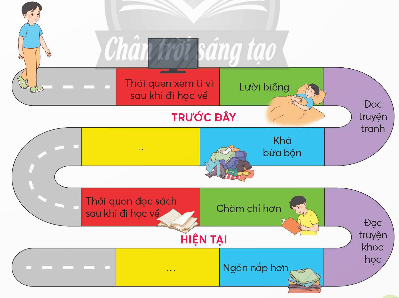 Chân trời sáng tạo
Thói quen xem ti vi
sau khi đi học về
Lười biếng
Đọc
truyện
tranh
TRƯỚC ĐÂY
...
Khá
bừa bộn
Thói quen đọc sách
sau khi đi học về
Chăm chỉ hơn
Đọc
truyện
khoa
học
HIỆN TẠI
...
Ngăn nắp hơn